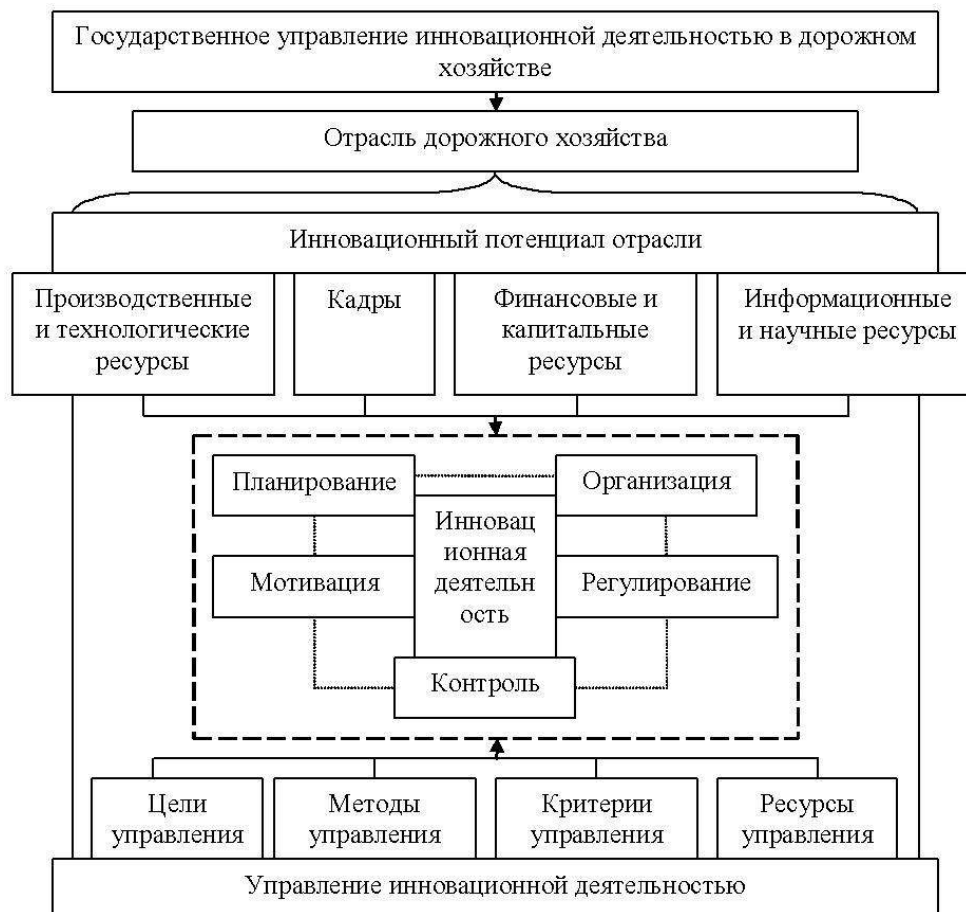 Государственное управление инновационной деятельностью в дорожном
хозяйстве
Отрасль дорожного хозяйства
Инновационный потенциал отрасли
Производственные
и технологические
ресурсы
Кадры
Финансовые и
капитальные
ресурсы
Информационные
и научные ресурсы
Планирование
Организация
Инновац
ионная
деятельн
ость
Мотивация
Регулирование
Контроль
Цели
управления
Методы
управления
Критерии
управления
Ресурсы
управления
Управление инновационной деятельностью